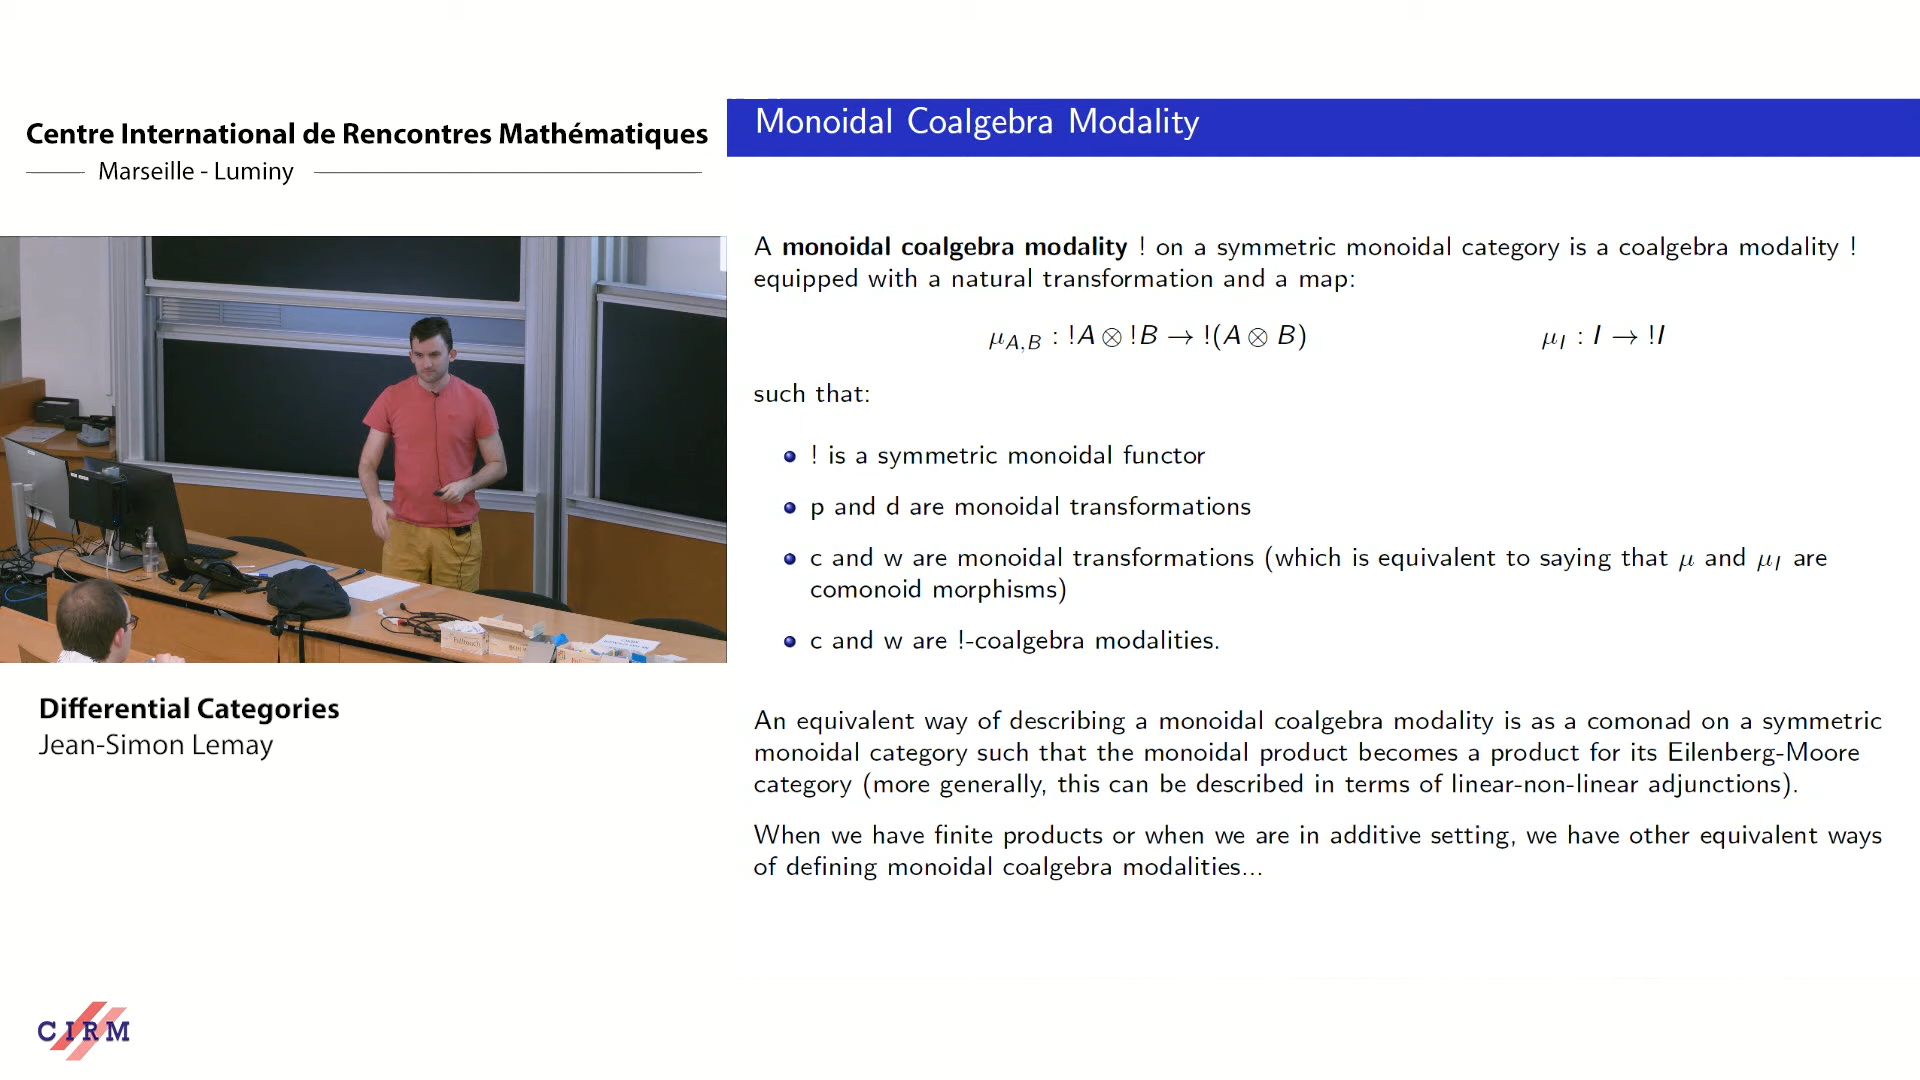 Centre International de Rencontres Mathématiques
Marseille - Luminy
Monoidal Coalgebra Modality
A monoidal coalgebra modality ! on a symmetric monoidal category is a coalgebra modality !
equipped with a natural transformation and a map:
μ_{A,B} : !A ⊗ !B → !(A ⊗ B) μ_I : I → !I
such that:
! is a symmetric monoidal functor
p and d are monoidal transformations
c and w are monoidal transformations (which is equivalent to saying that μ and μ_I are
comonoid morphisms)
c and w are !-coalgebra modalities.
An equivalent way of describing a monoidal coalgebra modality is as a comonad on a symmetric
monoidal category such that the monoidal product becomes a product for its Eilenberg-Moore
category (more generally, this can be described in terms of linear-non-linear adjunctions).
When we have finite products or when we are in additive setting, we have other equivalent ways
of defining monoidal coalgebra modalities...
Differential Categories
Jean-Simon Lemay
CIRM